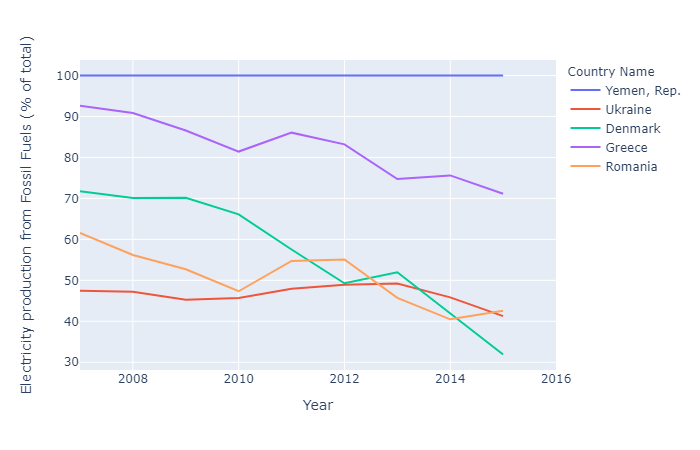 Electricity production from Fossil Fuels (% of total)
100
90
80
70
60
50
40
30
2008
2010
2012
2014
2016
Year
Country Name
Yemen, Rep.
Ukraine
Denmark
Greece
Romania